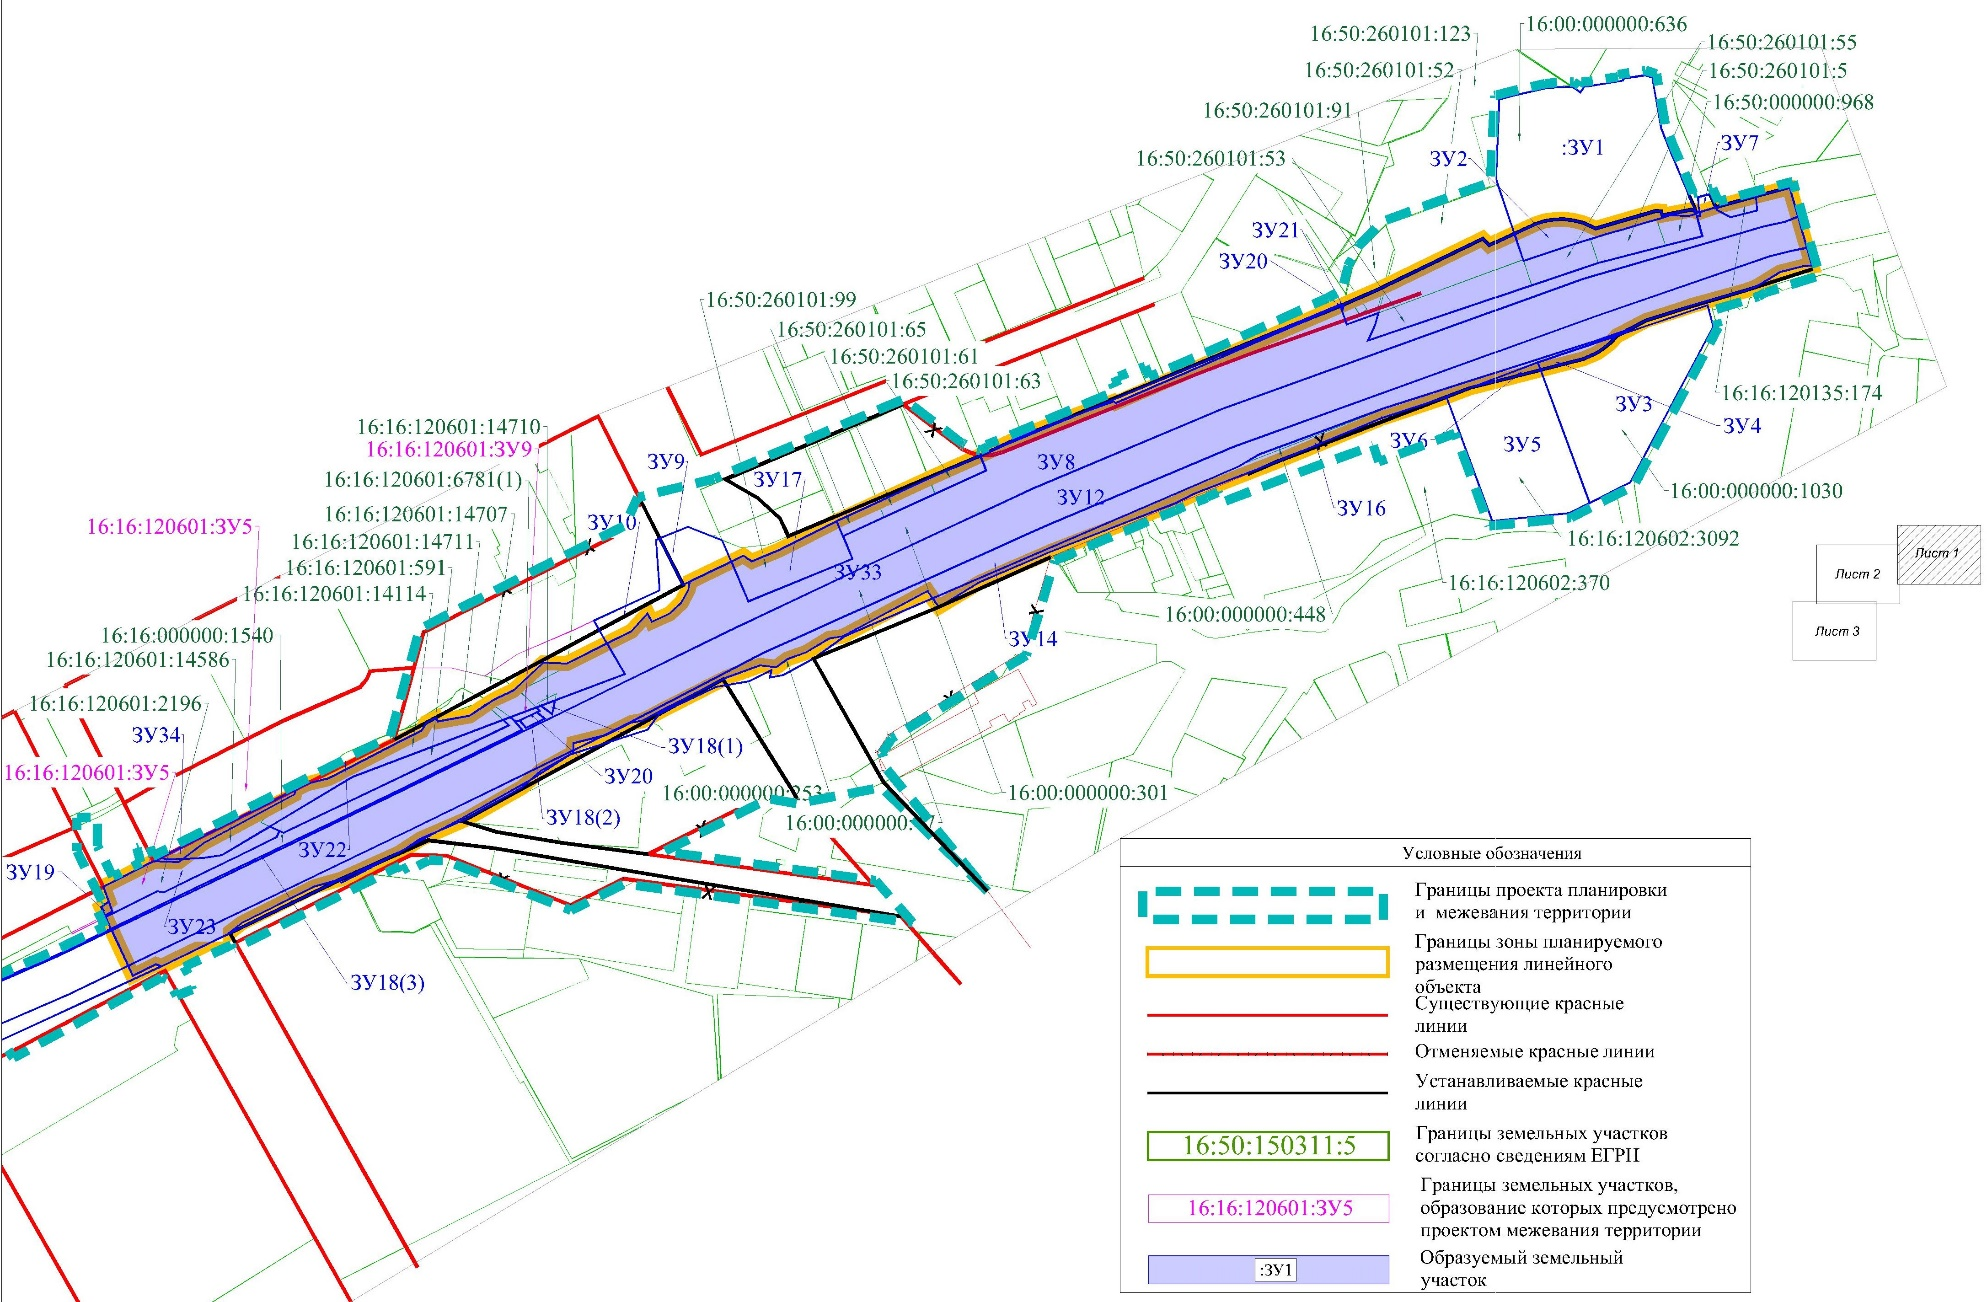 16:00:000000:636
16:50:260101:123
16:50:260101:55
16:50:260101:52
16:50:260101:5
16:50:000000:968
16:50:260101:91
:ЗУ1
ЗУ7
16:50:260101:53
ЗУ2
ЗУ21
ЗУ20
16:50:260101:99
16:50:260101:65
16:50:260101:61
16:50:260101:63
16:16:120135:174
ЗУ3
ЗУ4
16:16:120601:14710
16:16:120601:ЗУ9
ЗУ6
ЗУ5
ЗУ9
ЗУ8
16:16:120601:6781(1)
ЗУ17
16:00:000000:1030
ЗУ12
ЗУ16
16:16:120601:14707
ЗУ10
16:16:120601:ЗУ5
16:16:120602:3092
16:16:120601:14711
Лист 1
16:16:120601:591
ЗУ33
Лист 2
16:16:120602:370
16:16:120601:14114
16:00:000000:448
Лист 3
16:16:000000:1540
ЗУ14
16:16:120601:14586
16:16:120601:2196
ЗУ34
ЗУ18(1)
16:16:120601:ЗУ5
ЗУ20
16:00:000000:253
16:00:000000:301
ЗУ18(2)
16:00:000000:
ЗУ22
ЗУ19
ЗУ23
ЗУ18(3)
Условные обозначения
Границы проекта планировки
и межевания территории
Границы зоны планируемого
размещения линейного
объекта
Существующие красные
линии
Отменяемые красные линии
Устанавливаемые красные
линии
16:50:150311:5
Границы земельных участков
согласно сведениям ЕГРН
16:16:120601:ЗУ5
Границы земельных участков,
образование которых предусмотрено
проектом межевания территории
:ЗУ1
Образуемый земельный
участок